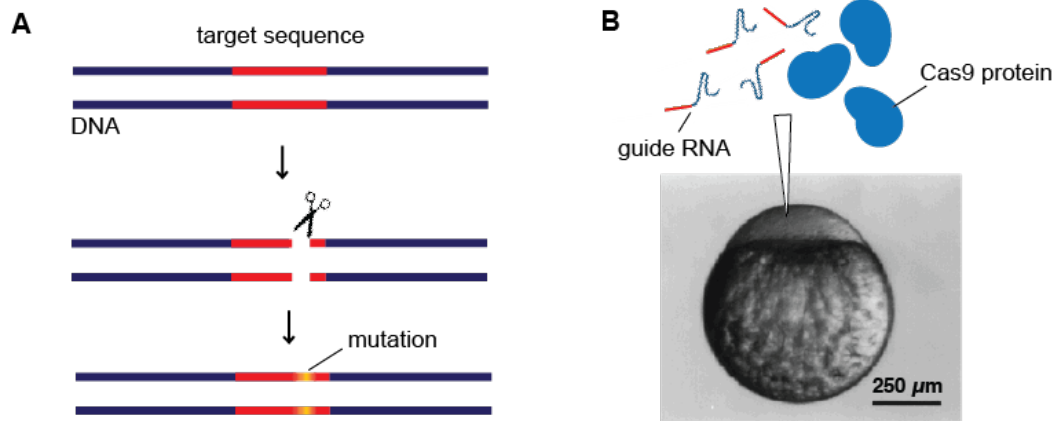 A
target sequence
DNA
mutation
B
Cas9 protein
guide RNA
250 µm